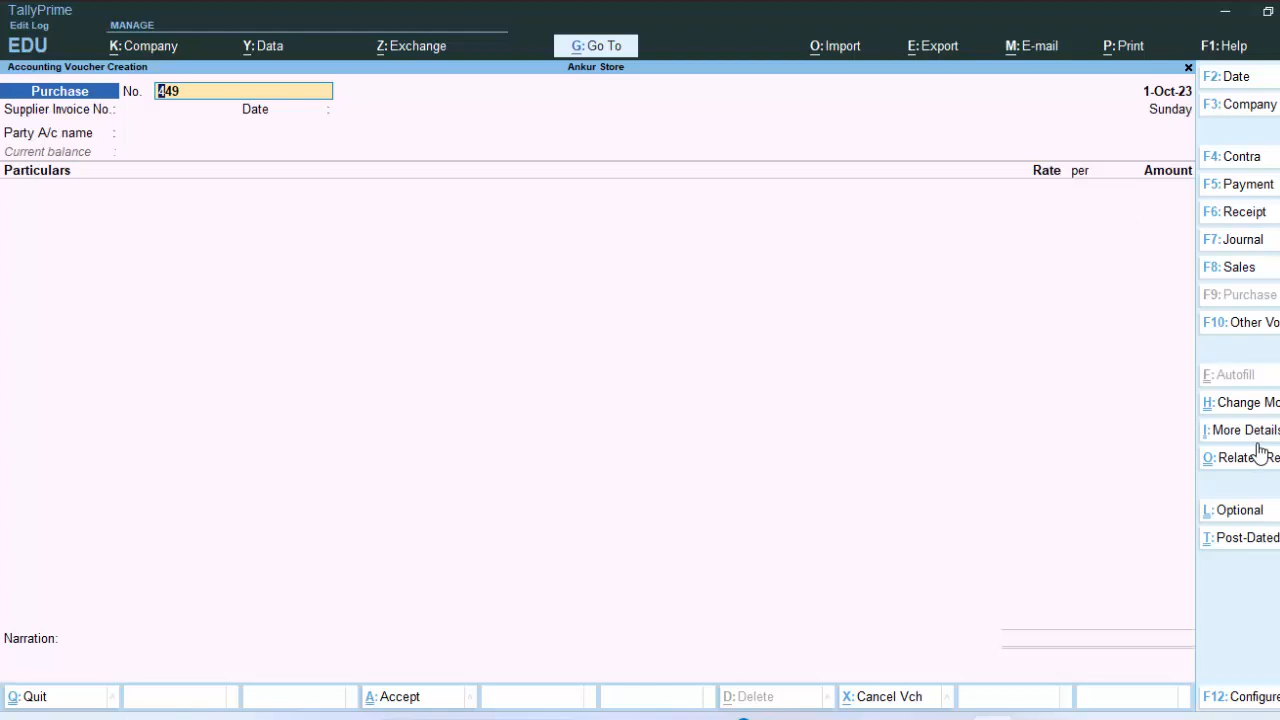 TallyPrime
Edit Log
MANAGE
EDU
K: Company
Y: Data
Z: Exchange
G: Go To
O: Import
E: Export
M: E-mail
P: Print
F1: Help
Accounting Voucher Creation
Ankur Store
Purchase No. 449
1-Oct-23
Supplier Invoice No.: Date :
Sunday
Party A/c name :
Current balance :
Particulars Rate per Amount
Narration:
F2: Date
F3: Company
F4: Contra
F5: Payment
F6: Receipt
F7: Journal
F8: Sales
F9: Purchase
F10: Other Vo
F: Autofill
H: Change Mo
I: More Details
O: Relate Re
L: Optional
T: Post-Dated
Q: Quit
A: Accept
D: Delete
X: Cancel Vch
F12: Configure